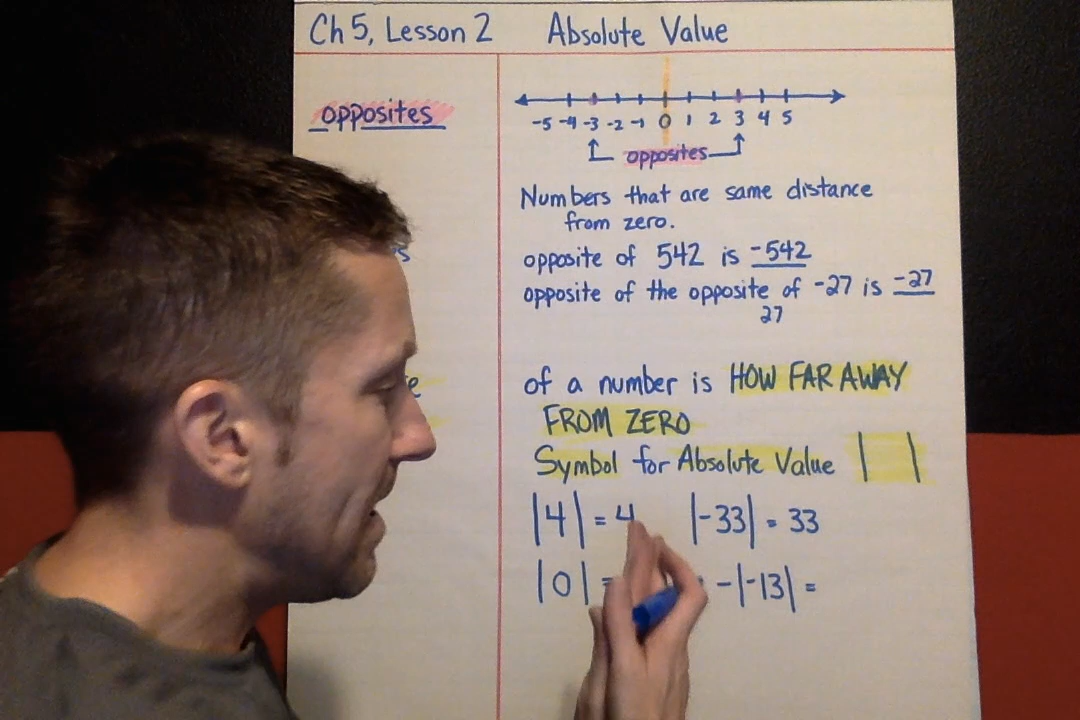 Ch 5, Lesson 2 Absolute Value
opposites
-5 -4 -3 -2 -1 0 1 2 3 4 5
opposites
Numbers that are same distance
from zero.
opposite of 542 is -542
opposite of the opposite of -27 is -27
27
of a number is HOW FAR AWAY
FROM ZERO
Symbol for Absolute Value | |
|4| = 4 |-33| = 33
|0| = -|-13| =